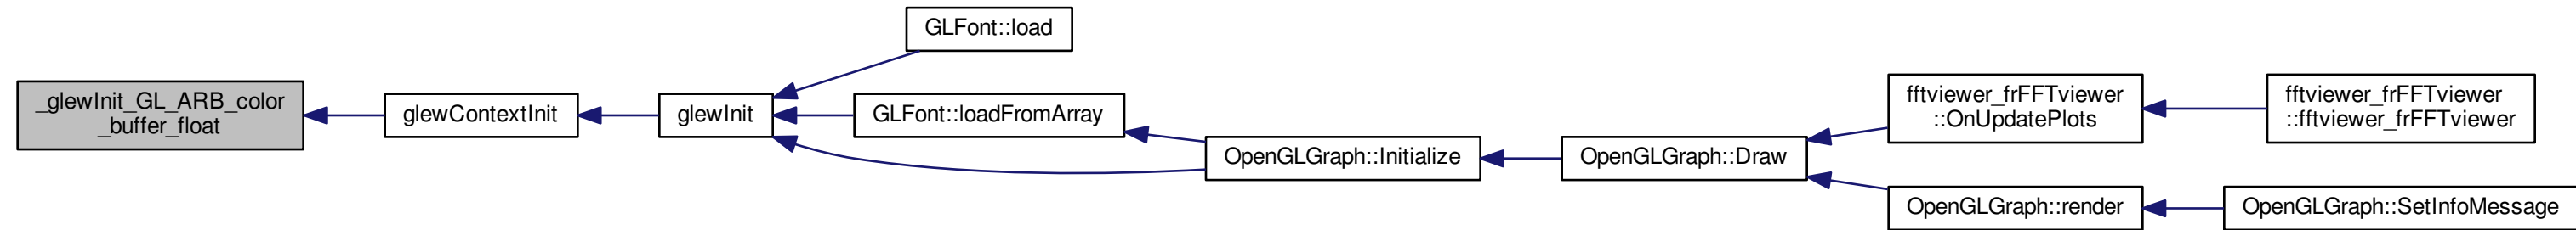 GLFont::load
_glewInit_GL_ARB_color
_buffer_float
glewContextInit
glewInit
GLFont::loadFromArray
OpenGLGraph::Initialize
OpenGLGraph::Draw
fftviewer_frFFTviewer
::OnUpdatePlots
fftviewer_frFFTviewer
::fftviewer_frFFTviewer
OpenGLGraph::render
OpenGLGraph::SetInfoMessage